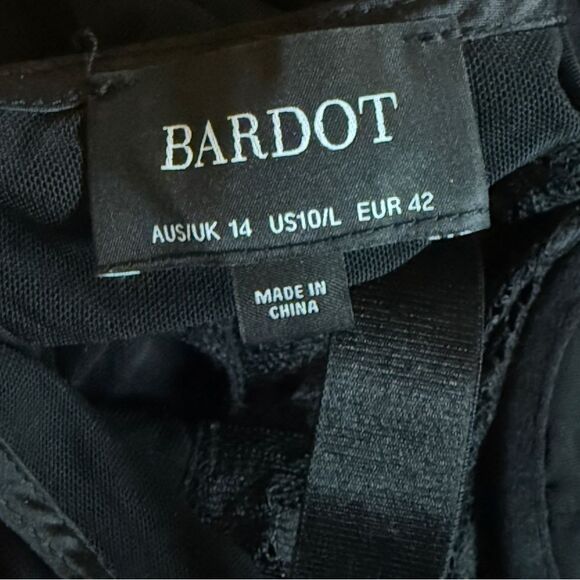 BARDOT
AUS/UK 14 US10/L EUR 42
MADE IN
CHINA